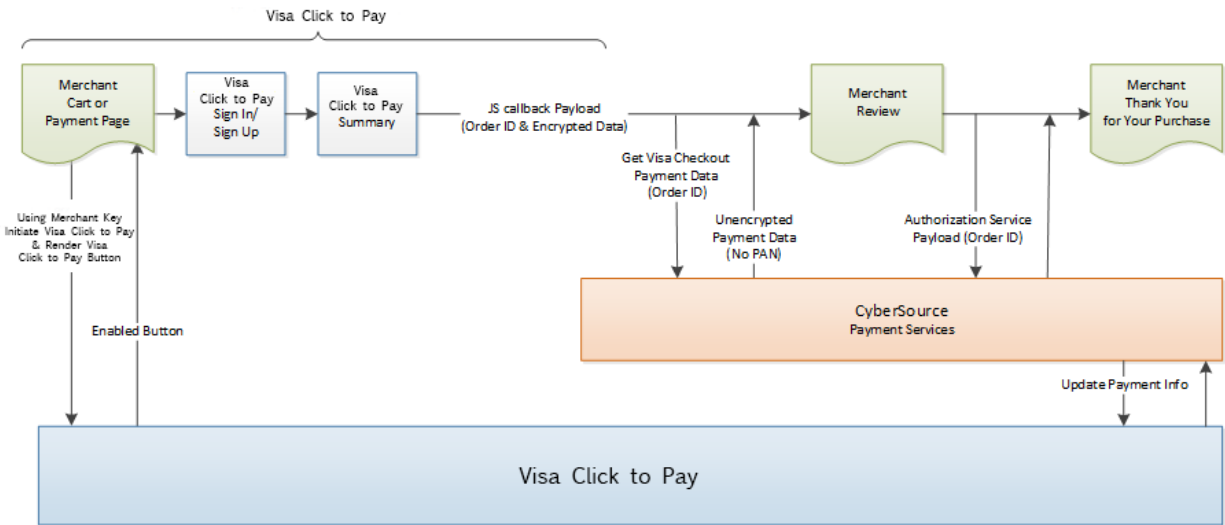 Visa Click to Pay
Merchant
Cart or
Payment Page
Visa
Click to Pay
Sign In/
Sign Up
Visa
Click to Pay
Summary
JS callback Payload
(Order ID & Encrypted Data)
Merchant
Review
Merchant
Thank You
for Your Purchase
Get Visa Checkout
Payment Data
(Order ID)
Using Merchant Key
Initiate Visa Click to Pay
& Render Visa
Click to Pay Button
Unencrypted
Payment Data
(No PAN)
Authorization Service
Payload (Order ID)
CyberSource
Payment Services
Enabled Button
Update Payment Info
Visa Click to Pay